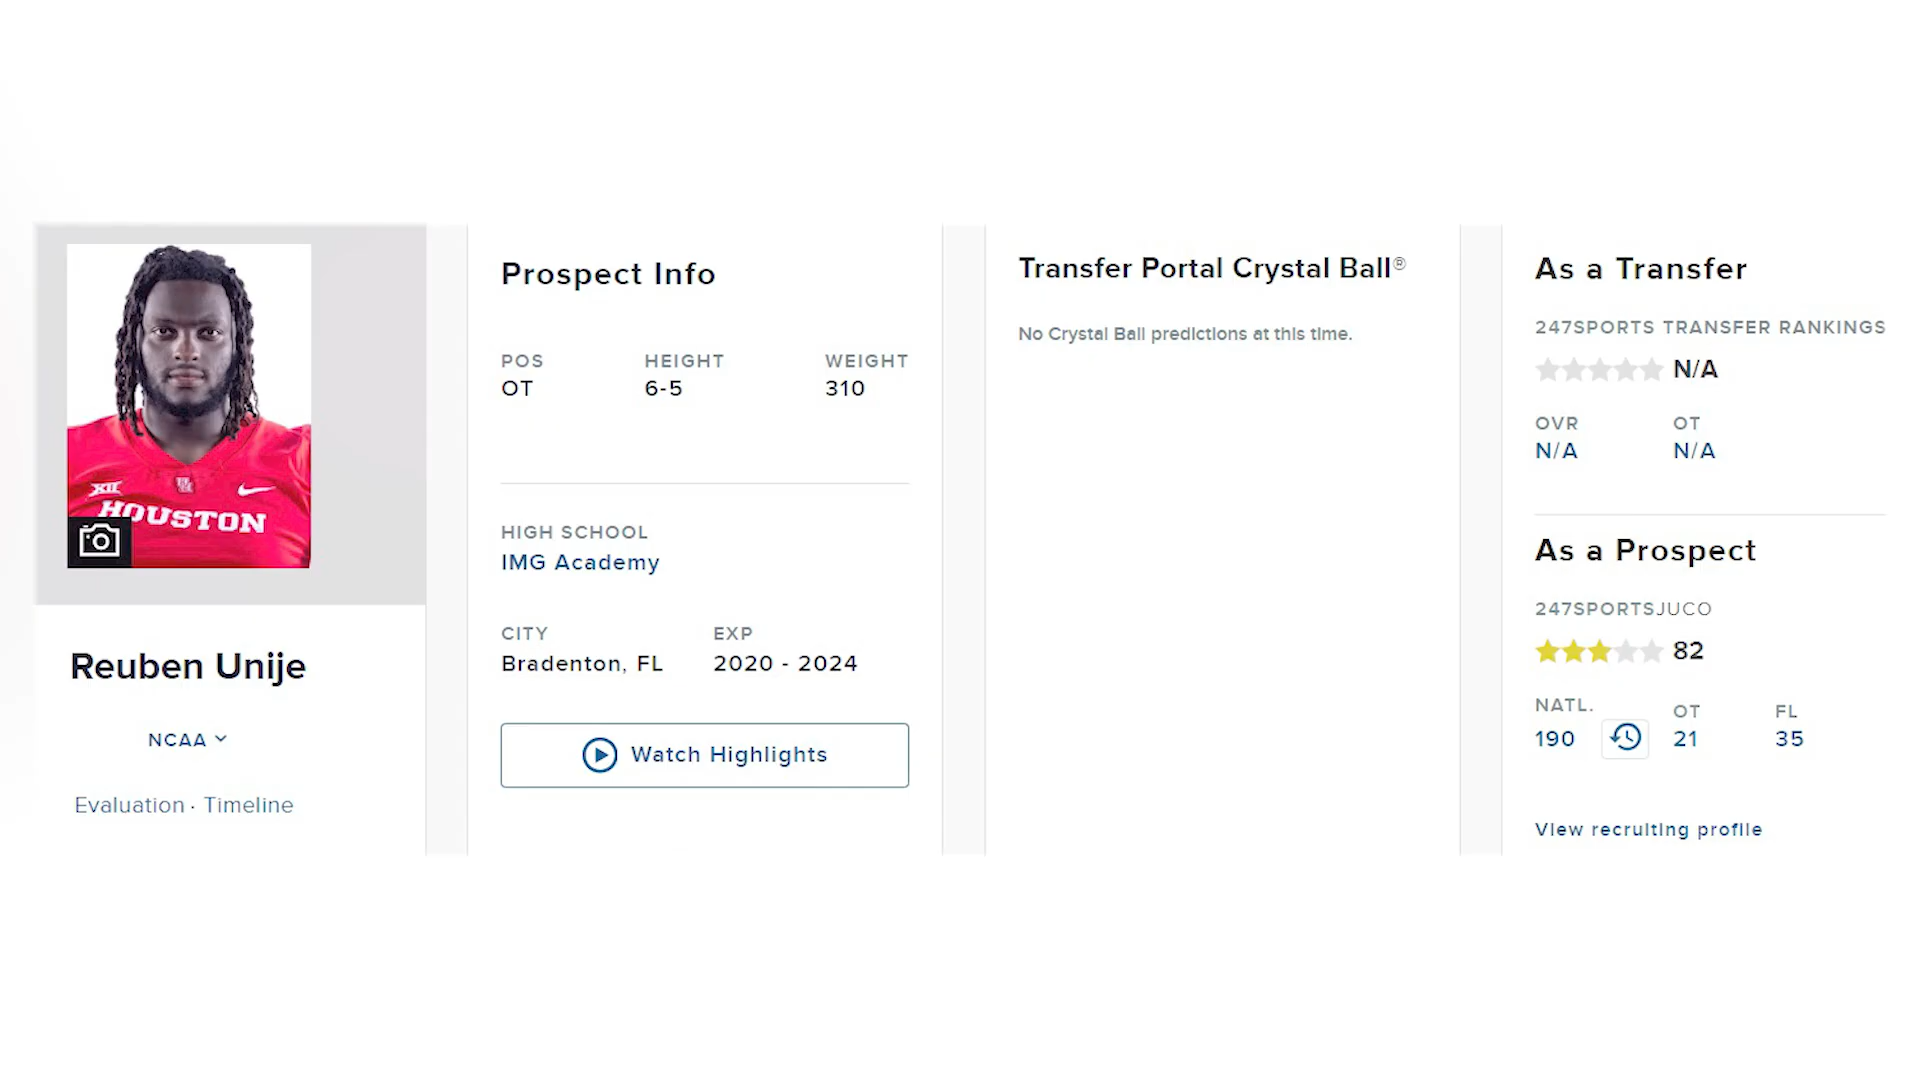 XII
UH
HOUSTON
Reuben Unije
NCAA
Evaluation · Timeline
Prospect Info
POS HEIGHT WEIGHT
OT 6-5 310
HIGH SCHOOL
IMG Academy
CITY EXP
Bradenton, FL 2020 - 2024
Watch Highlights
Transfer Portal Crystal Ball®
No Crystal Ball predictions at this time.
As a Transfer
247SPORTS TRANSFER RANKINGS
N/A
OVR OT
N/A N/A
As a Prospect
247SPORTSJUCO
82
NATL. OT FL
190 21 35
View recruiting profile